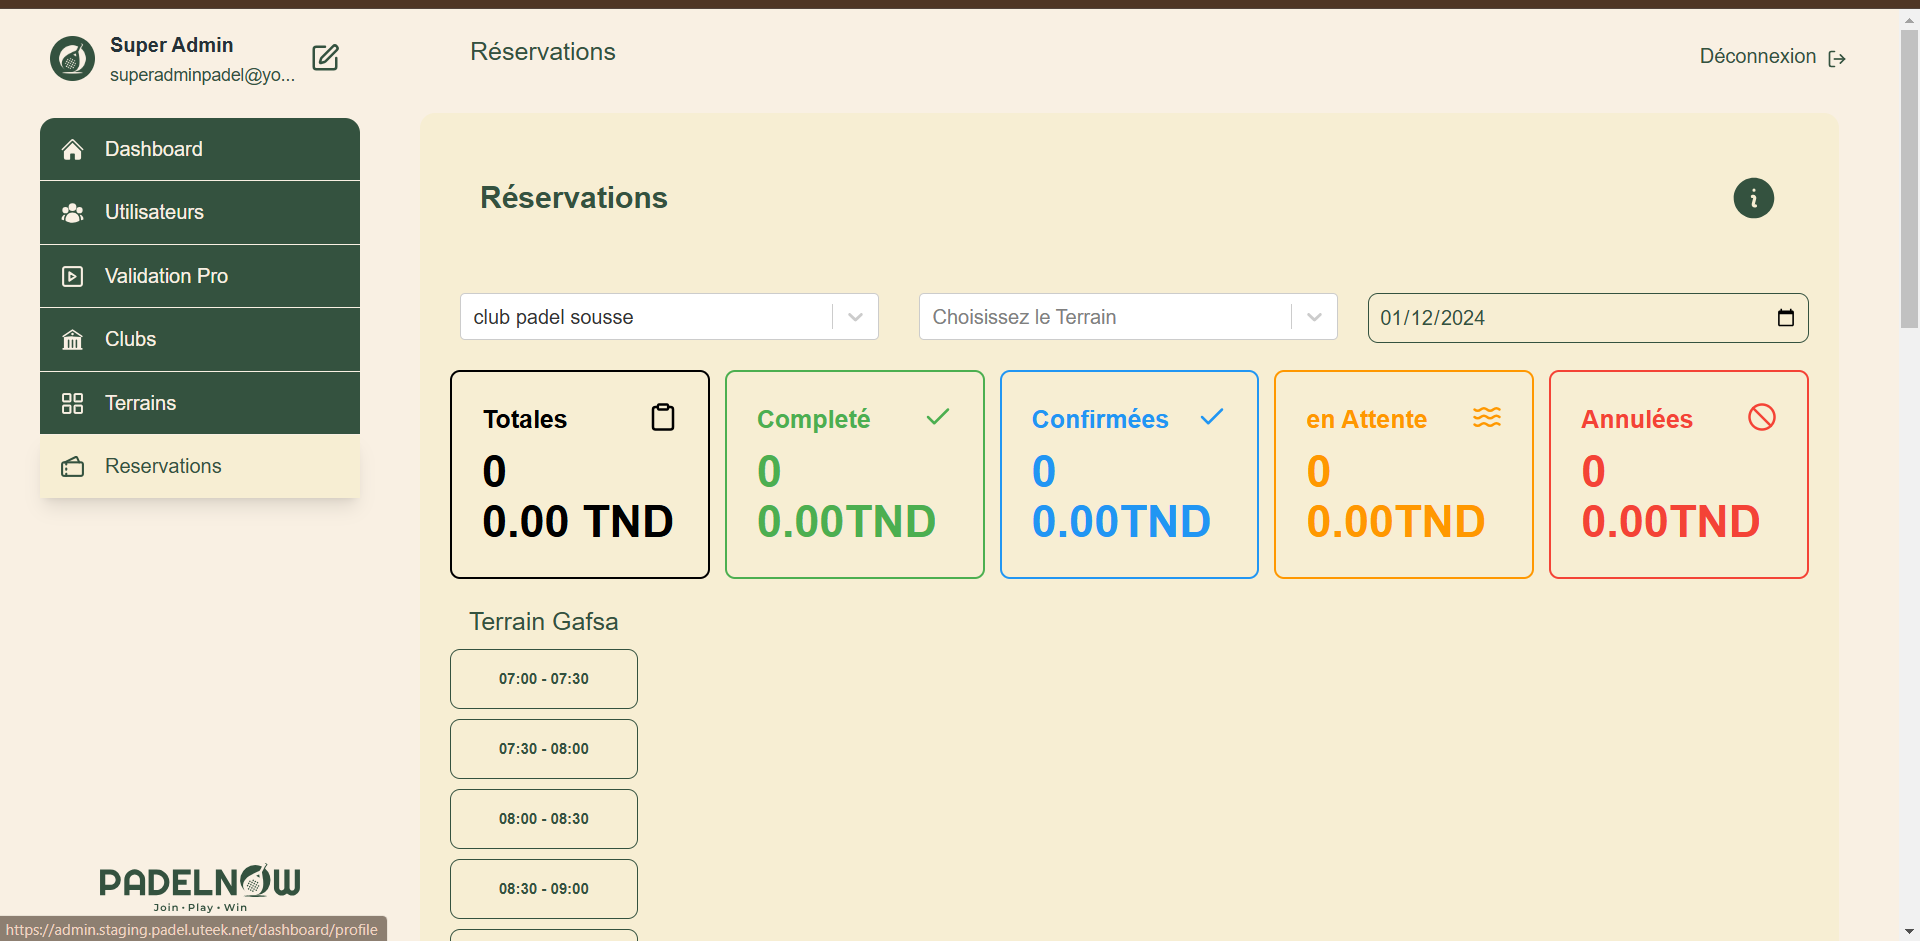 Super Admin
superadminpadel@yo...
Réservations
Déconnexion
Dashboard
Utilisateurs
Validation Pro
Clubs
Terrains
Reservations
Réservations
club padel sousse
Choisissez le Terrain
01/12/2024
Totales
0
0.00 TND
Completé
0
0.00TND
Confirmées
0
0.00TND
en Attente
0
0.00TND
Annulées
0
0.00TND
Terrain Gafsa
07:00 - 07:30
07:30 - 08:00
08:00 - 08:30
08:30 - 09:00
PADELNOW
Join · Play · Win
https://admin.staging.padel.uteek.net/dashboard/profile